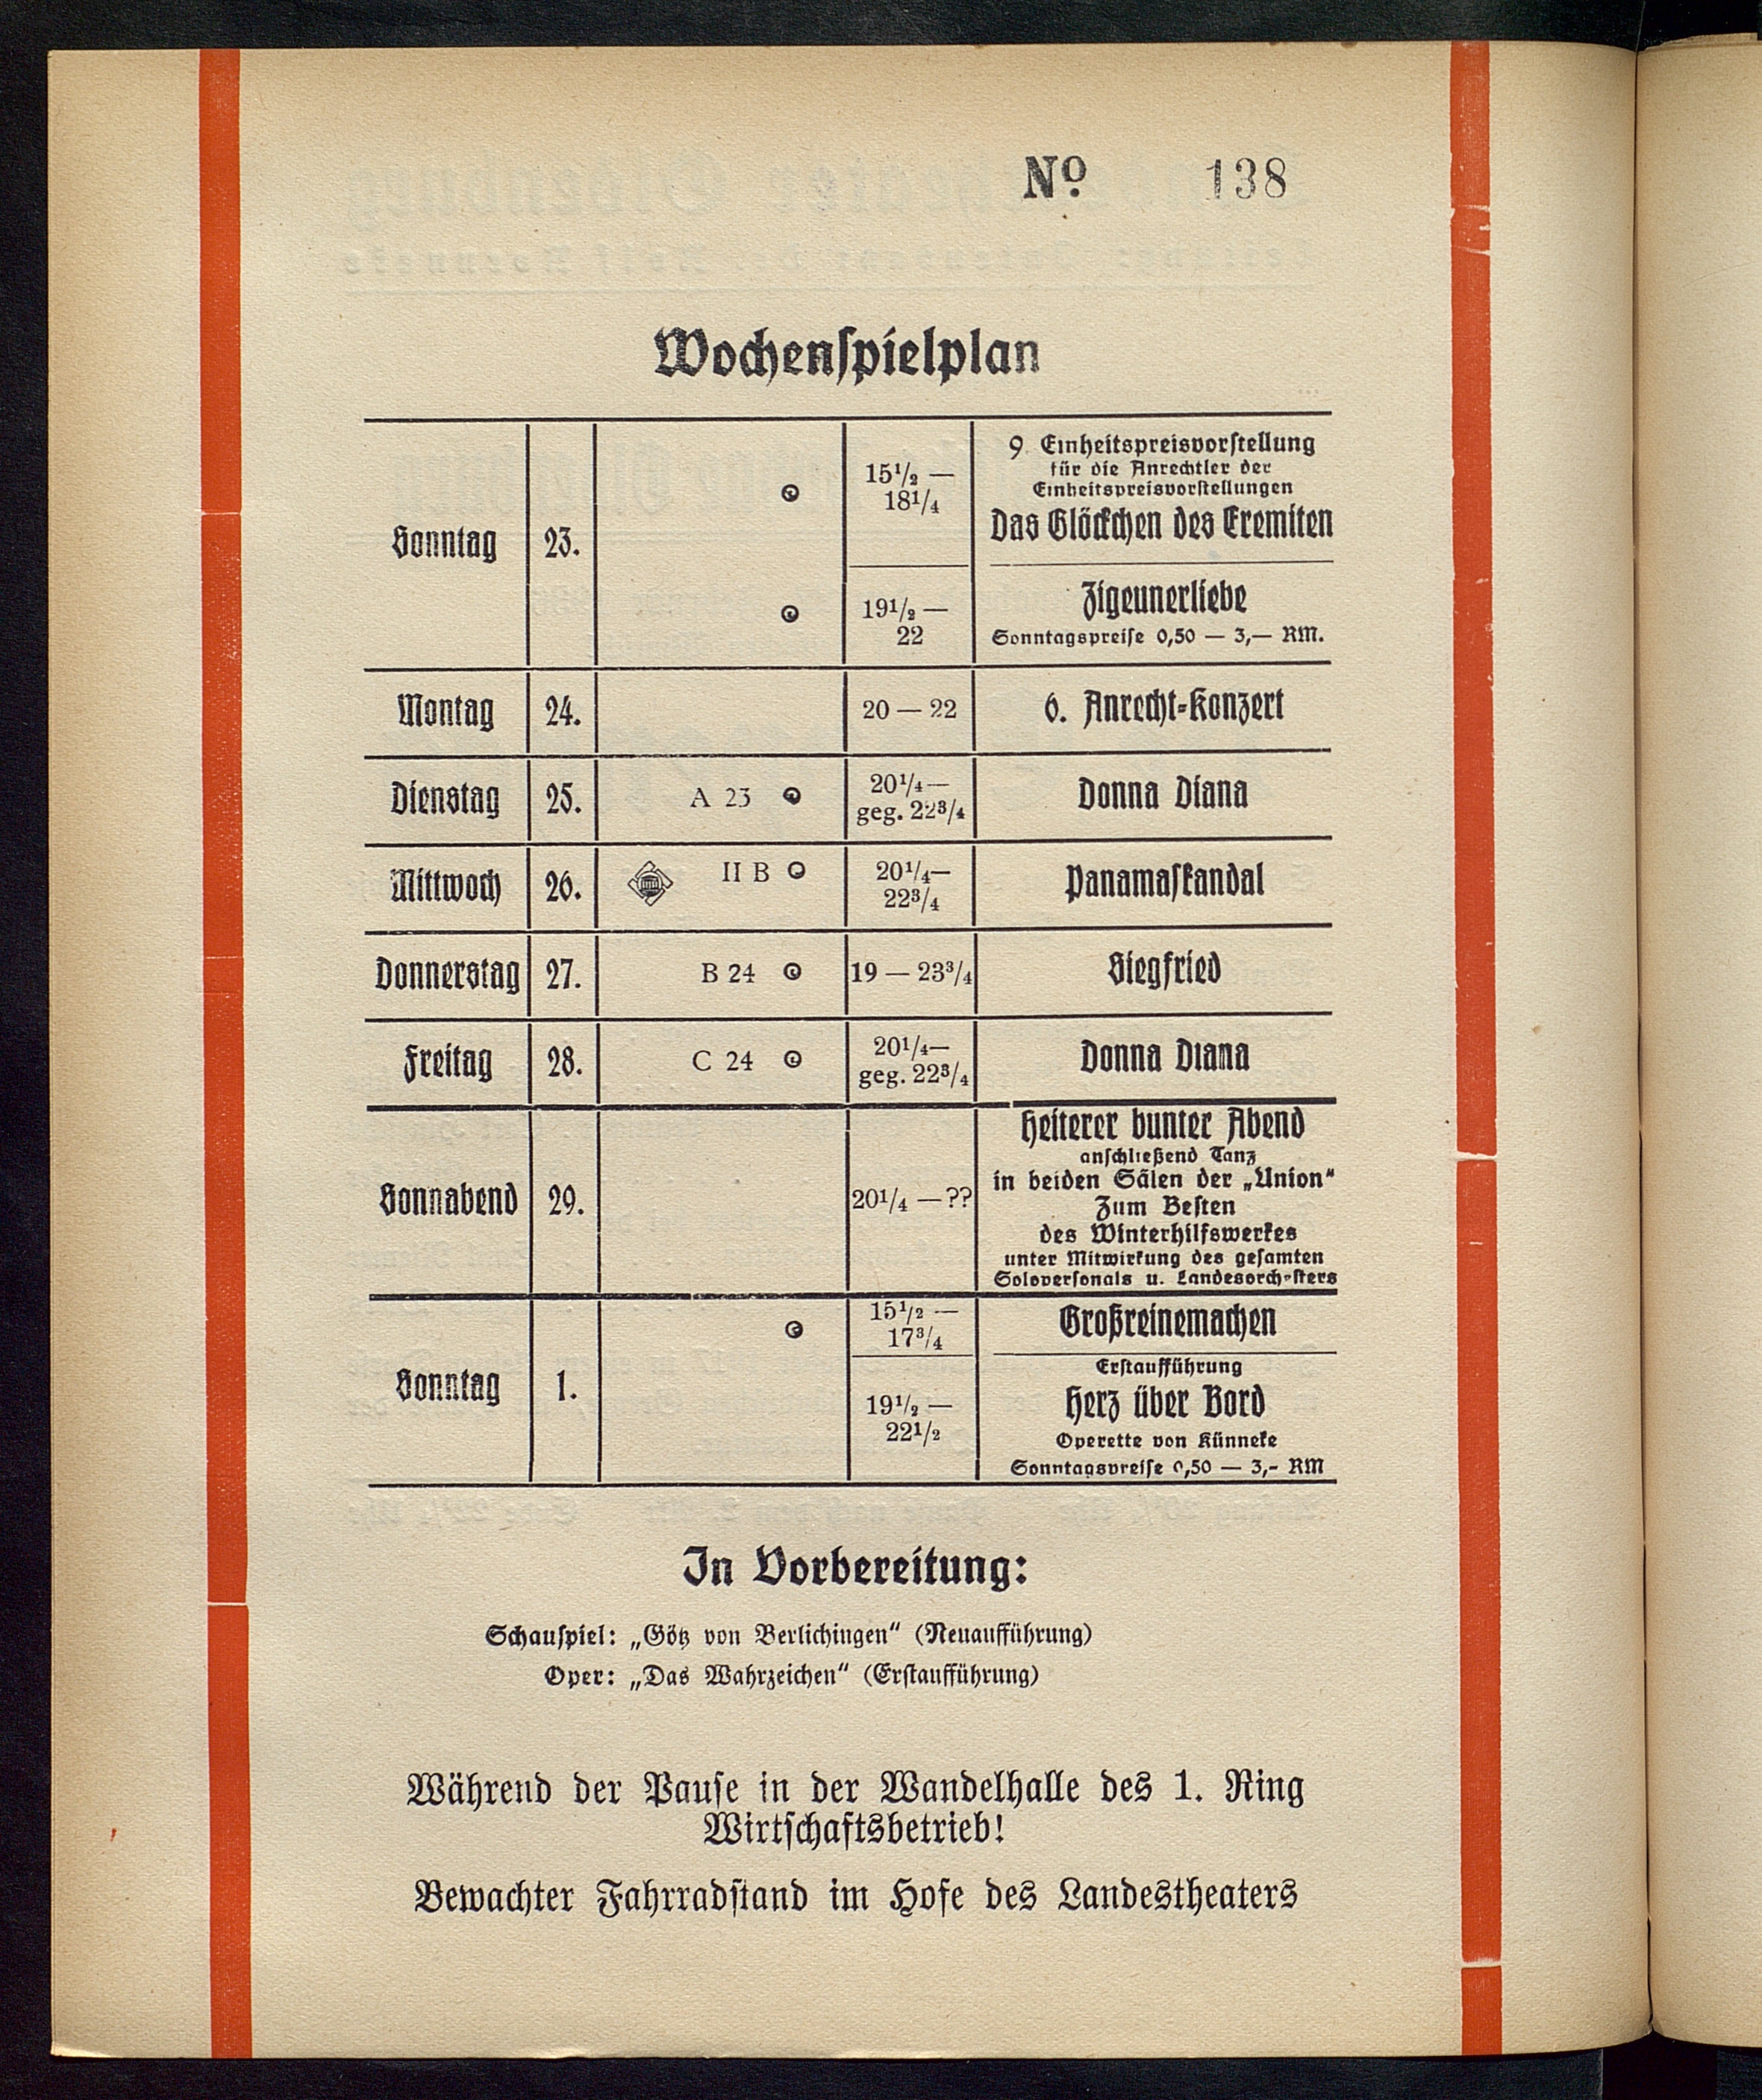 Nº 138
Wochenspielplan
Sonntag 23.
15¹/₂ —
18¹/₄
9. Einheitspreisvorstellung
für die Anrechtler der
Einheitspreisvorstellungen
Das Glöckchen des Eremiten
19¹/₂ —
22
Zigeunerliebe
Sonntagspreise 0,50 — 3,— RM.
Montag 24. 20 — 22 6. Anrecht-Konzert
Dienstag 25. A 23 20¹/₄—
geg. 22³/₄
Donna Diana
Mittwoch 26. II B 20¹/₄—
22³/₄
Panamaskandal
Donnerstag 27. B 24 19 — 23³/₄ Siegfried
Freitag 28. C 24 20¹/₄—
geg. 22³/₄
Donna Diana
Sonnabend 29. 20¹/₄ —??
Heiterer bunter Abend
anschließend Tanz
in beiden Sälen der „Union“
Zum Besten
des Winterhilfswerkes
unter Mitwirkung des gesamten
Solopersonals u. Landesorch-sters
Sonntag 1.
15¹/₂ —
17³/₄
Großreinemachen
19¹/₂ —
22¹/₂
Erstaufführung
Herz über Bord
Operette von Künneke
Sonntagspreise 0,50 — 3,- RM
In Vorbereitung:
Schauspiel: „Götz von Berlichingen“ (Neuaufführung)
Oper: „Das Wahrzeichen“ (Erstaufführung)
Während der Pause in der Wandelhalle des 1. Ring
Wirtschaftsbetrieb!
Bewachter Fahrradstand im Hofe des Landestheaters